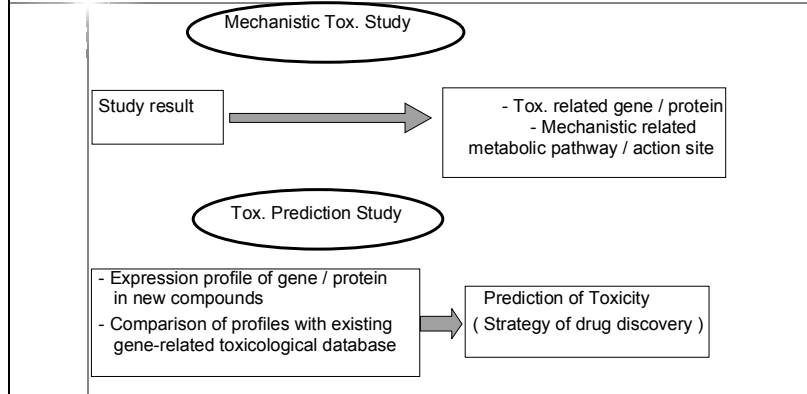 Mechanistic Tox. Study
Study result
- Tox. related gene / protein
- Mechanistic related
metabolic pathway / action site
Tox. Prediction Study
- Expression profile of gene / protein
in new compounds
- Comparison of profiles with existing
gene-related toxicological database
Prediction of Toxicity
( Strategy of drug discovery )